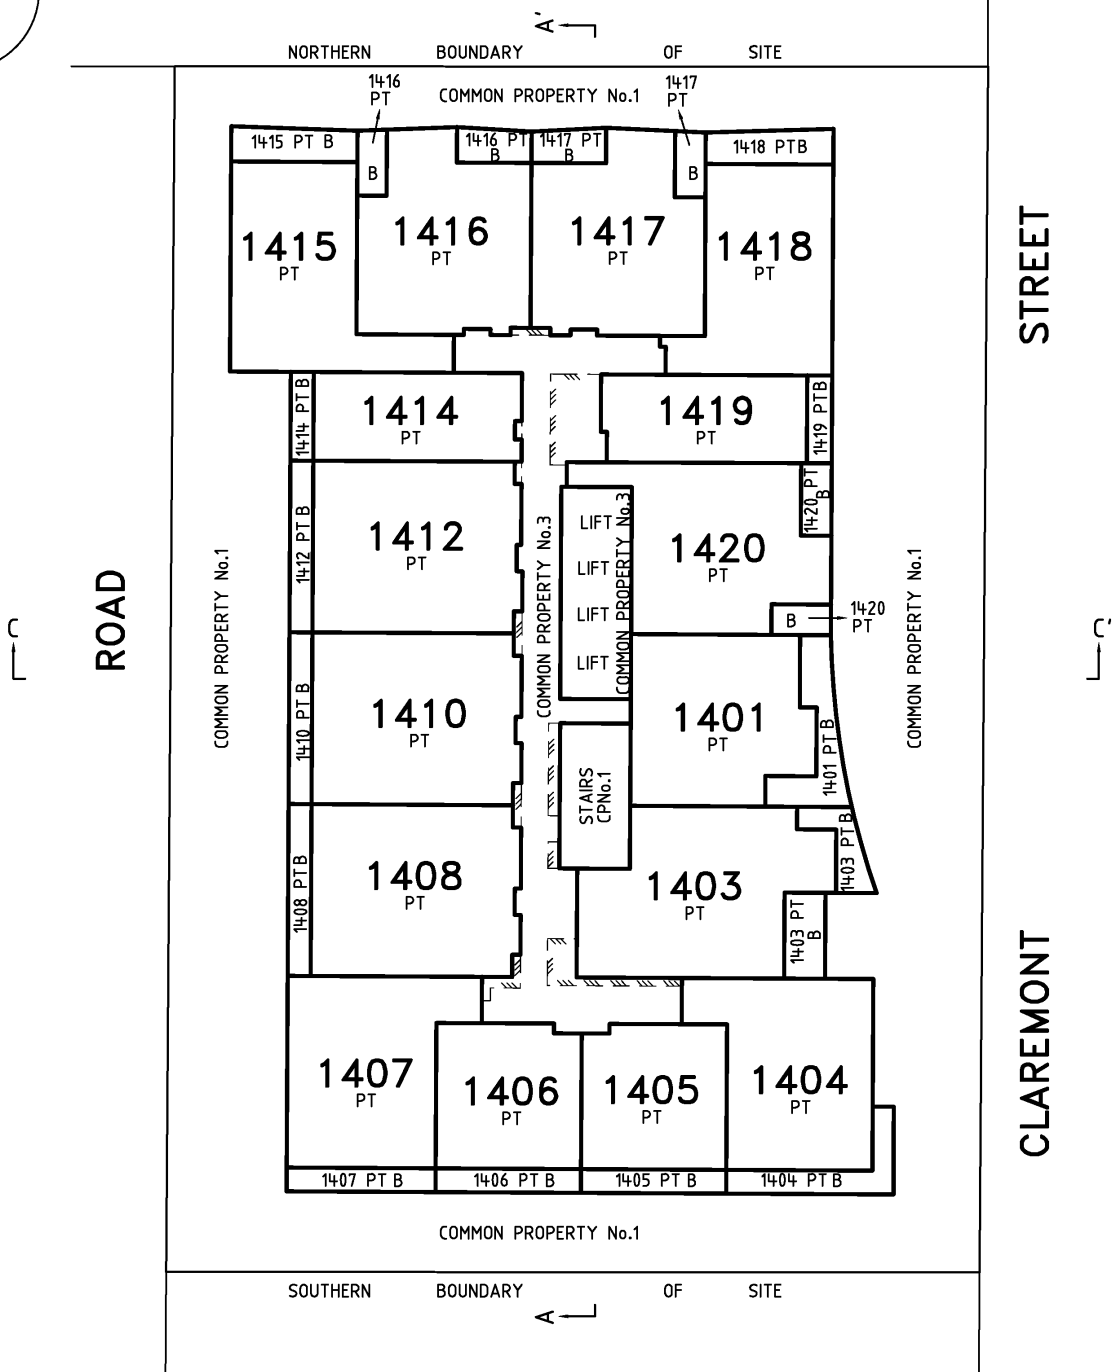 A'
NORTHERN BOUNDARY OF SITE
1416
PT
COMMON PROPERTY No.1
1417
PT
1415 PT B
B
1416 PT
B
1417 PT
B
B
1418 PTB
1415
PT
1416
PT
1417
PT
1418
PT
STREET
1414 PT B
1414
PT
1419
PT
1419 PTB
1412 PT B
1412
PT
COMMON PROPERTY No.3
LIFT
LIFT
LIFT
LIFT
COMMON PROPERTY No.3
1420
PT
1420 PT
B
B
1420
PT
C
ROAD
COMMON PROPERTY No.1
COMMON PROPERTY No.1
C'
1410 PT B
1410
PT
1401
PT
1401 PT B
STAIRS
CPNo.1
1408 PTB
1408
PT
1403
PT
1403 PT B
1403 PT
B
CLAREMONT
1407
PT
1406
PT
1405
PT
1404
PT
1407 PT B
1406 PT B
1405 PT B
1404 PT B
COMMON PROPERTY No.1
SOUTHERN BOUNDARY OF SITE
A